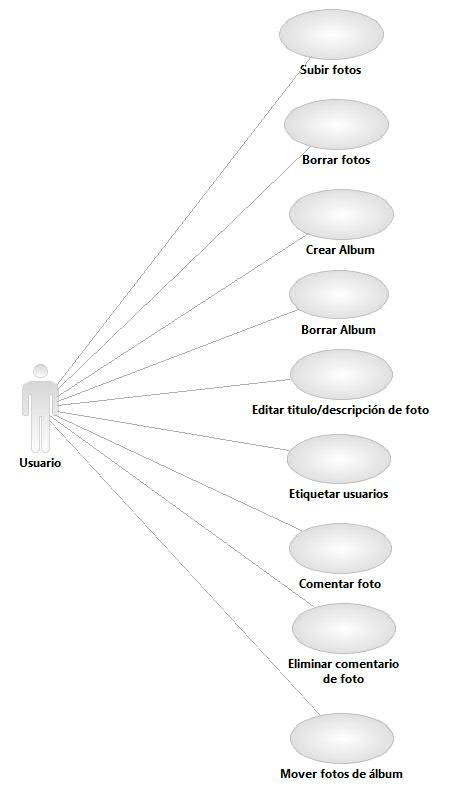 Subir fotos
Borrar fotos
Crear Album
Borrar Album
Editar titulo/descripción de foto
Usuario
Etiquetar usuarios
Comentar foto
Eliminar comentario
de foto
Mover fotos de álbum